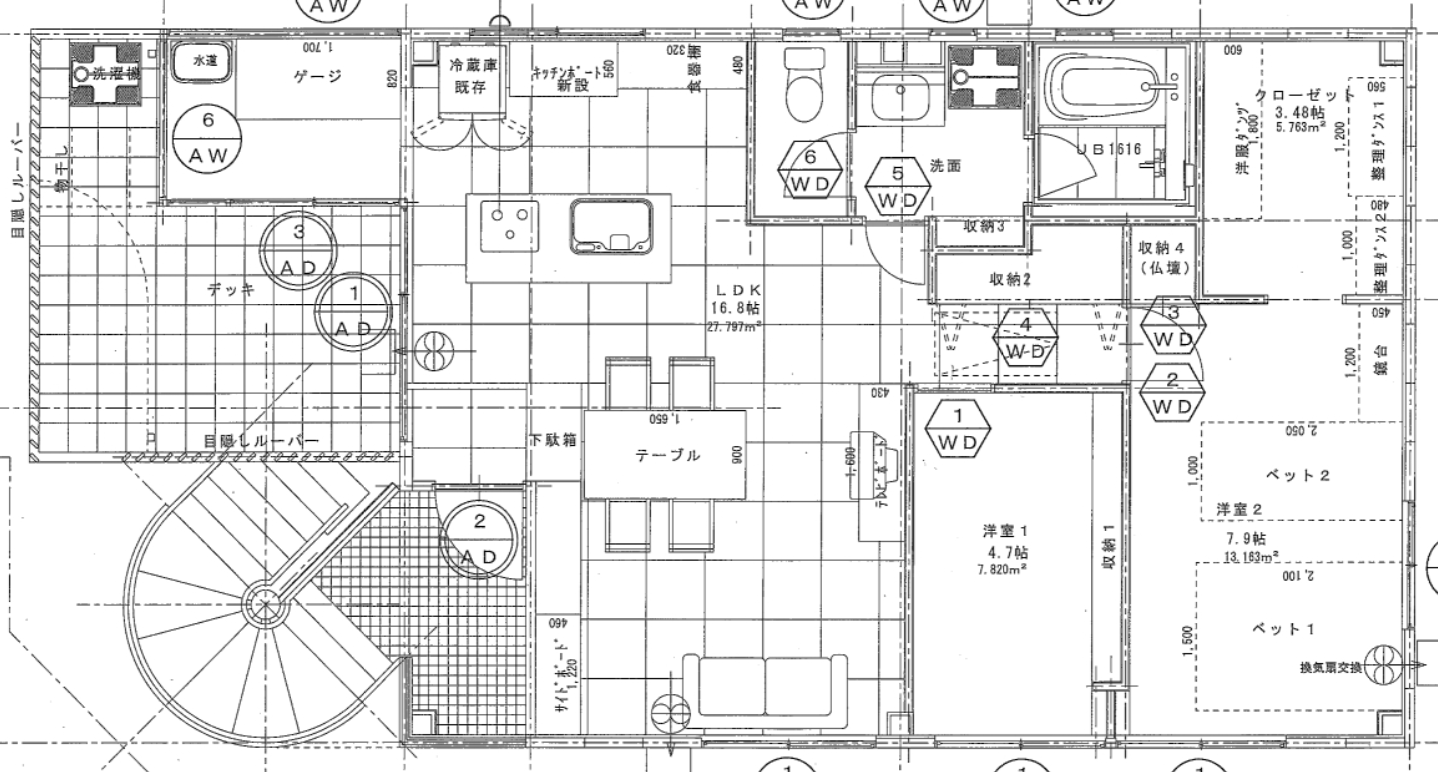 AW
AW
AW
AW
洗濯機
水道
1,700
ゲージ
820
冷蔵庫
既存
キッチンボート
新設
560
320
食器棚
480
6
AW
目隠しルーバー
物干し
6
WD
5
WD
洗面
UB1616
600
洋服ダンス
1,800
クローゼット
3.48帖
5.763m²
560
1,200
整理ダンス1
480
1,000
整理ダンス2
収納3
収納2
収納4
(仏壇)
3
AD
デッキ
1
AD
LDK
16.8帖
27.797m²
4
WD
3
WD
2
WD
450
1,200
鏡台
目隠しルーバー
下駄箱
1,650
テーブル
900
430
1,600
テレビボート
1
WD
2,050
1,000
ベット2
洋室2
7.9帖
13.163m²
2
AD
洋室1
4.7帖
7.820m²
収納1
2,100
1,500
ベット1
460
サイドボート
1,220
換気扇交換
1
1
1